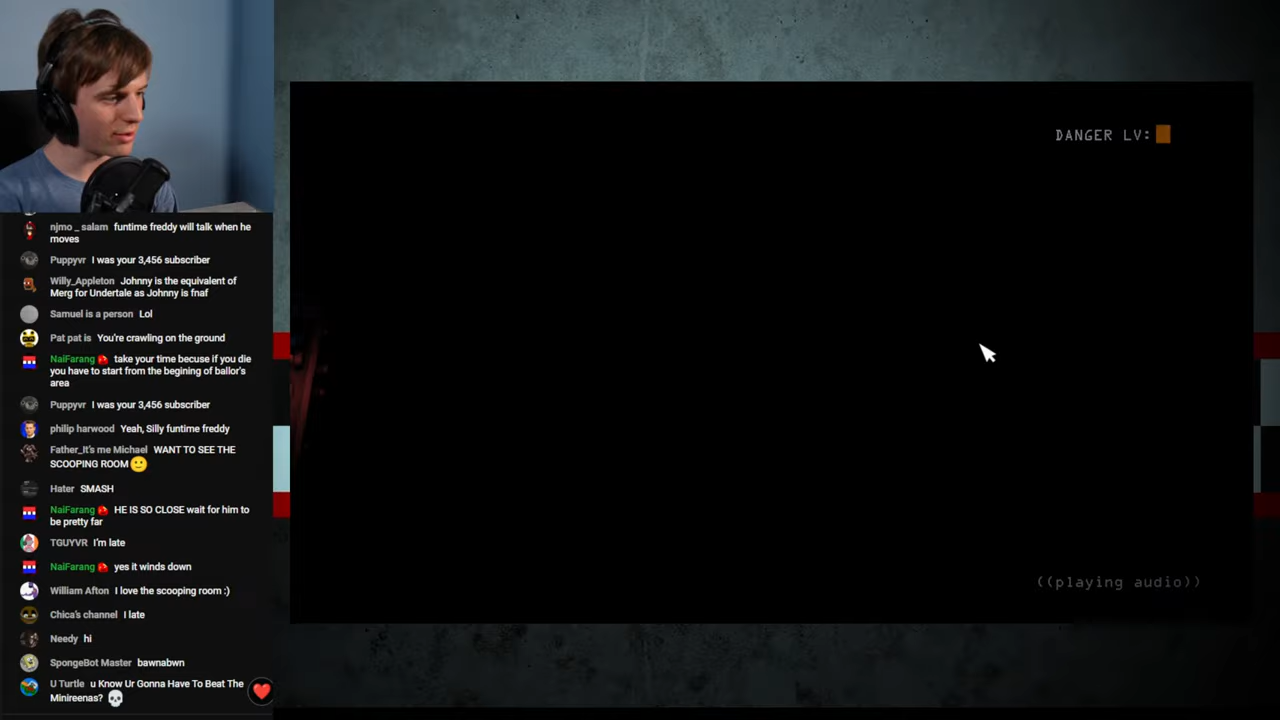 DANGER LV:
njmo _ salam funtime freddy will talk when he
moves
Puppyvr I was your 3,456 subscriber
Willy_Appleton Johnny is the equivalent of
Merg for Undertale as Johnny is fnaf
Samuel is a person Lol
Pat pat is You're crawling on the ground
NaiFarang take your time becuse if you die
you have to start from the begining of ballor's
area
Puppyvr I was your 3,456 subscriber
philip harwood Yeah, Silly funtime freddy
Father_It's me Michael WANT TO SEE THE
SCOOPING ROOM
Hater SMASH
NaiFarang HE IS SO CLOSE wait for him to
be pretty far
TGUYVR I'm late
NaiFarang yes it winds down
William Afton I love the scooping room :)
Chica's channel I late
Needy hi
SpongeBot Master bawnabwn
U Turtle u Know Ur Gonna Have To Beat The
Minireenas?
((playing audio))